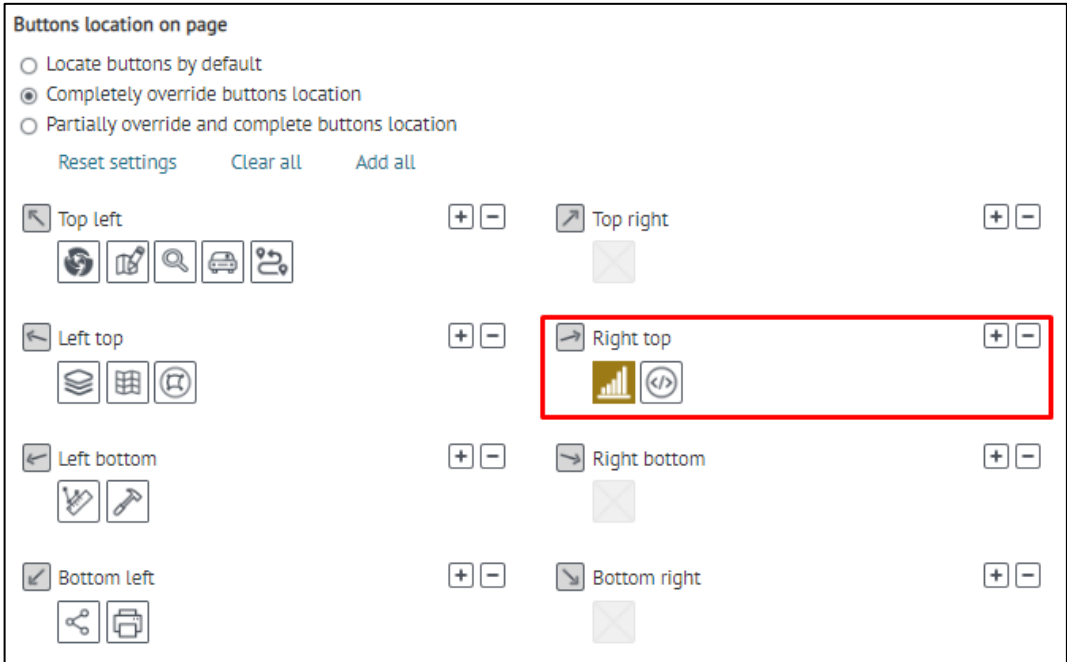 Buttons location on page
Locate buttons by default
Completely override buttons location
Partially override and complete buttons location
Reset settings Clear all Add all
Top left Top right
Left top Right top
Left bottom Right bottom
Bottom left Bottom right